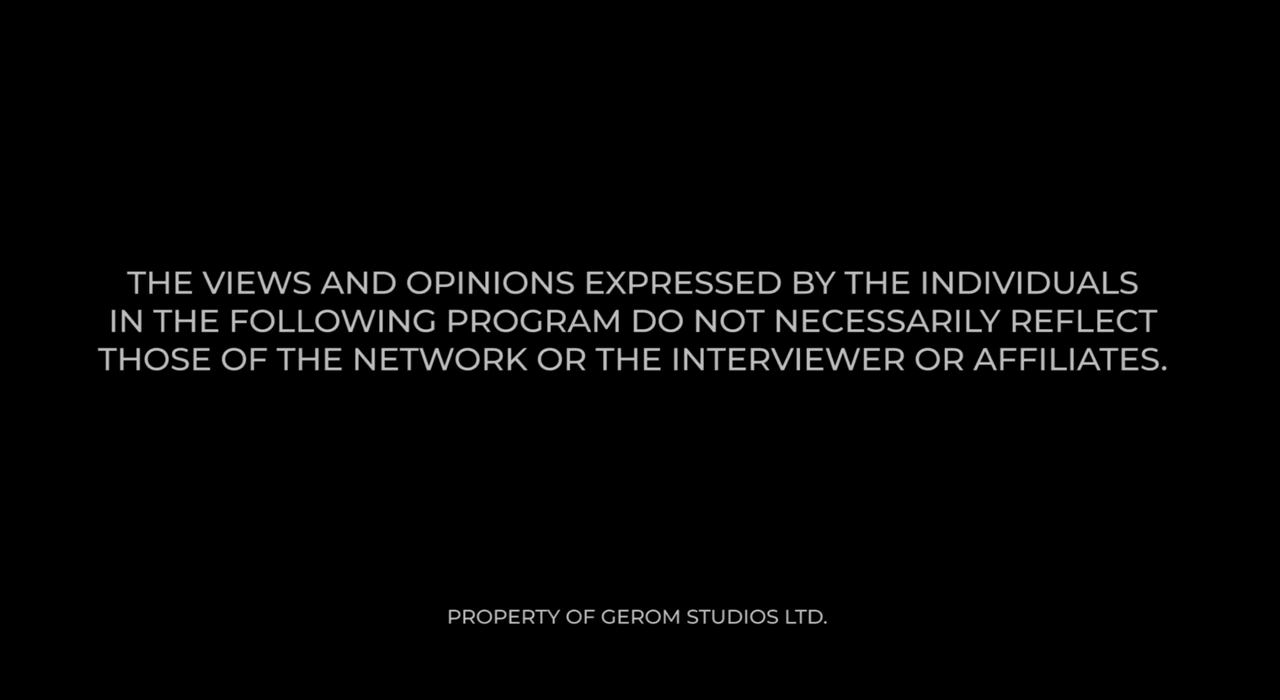 THE VIEWS AND OPINIONS EXPRESSED BY THE INDIVIDUALS
IN THE FOLLOWING PROGRAM DO NOT NECESSARILY REFLECT
THOSE OF THE NETWORK OR THE INTERVIEWER OR AFFILIATES.
PROPERTY OF GEROM STUDIOS LTD.